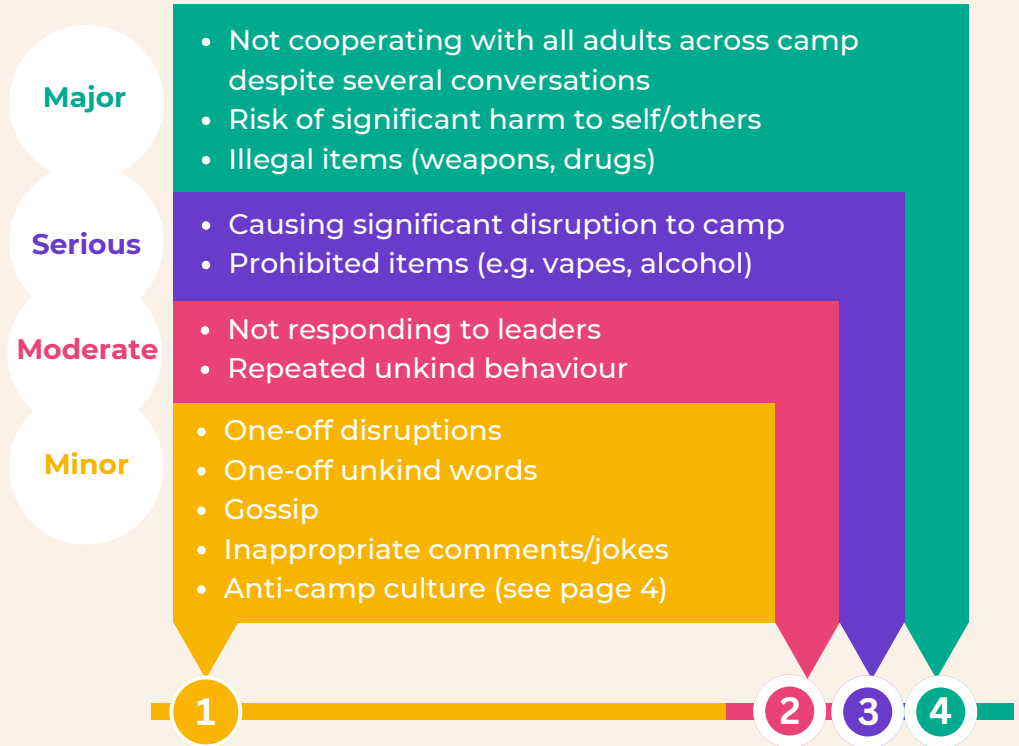 Major
• Not cooperating with all adults across camp
despite several conversations
• Risk of significant harm to self/others
• Illegal items (weapons, drugs)
Serious
• Causing significant disruption to camp
• Prohibited items (e.g. vapes, alcohol)
Moderate
• Not responding to leaders
• Repeated unkind behaviour
Minor
• One-off disruptions
• One-off unkind words
• Gossip
• Inappropriate comments/jokes
• Anti-camp culture (see page 4)
1
2
3
4